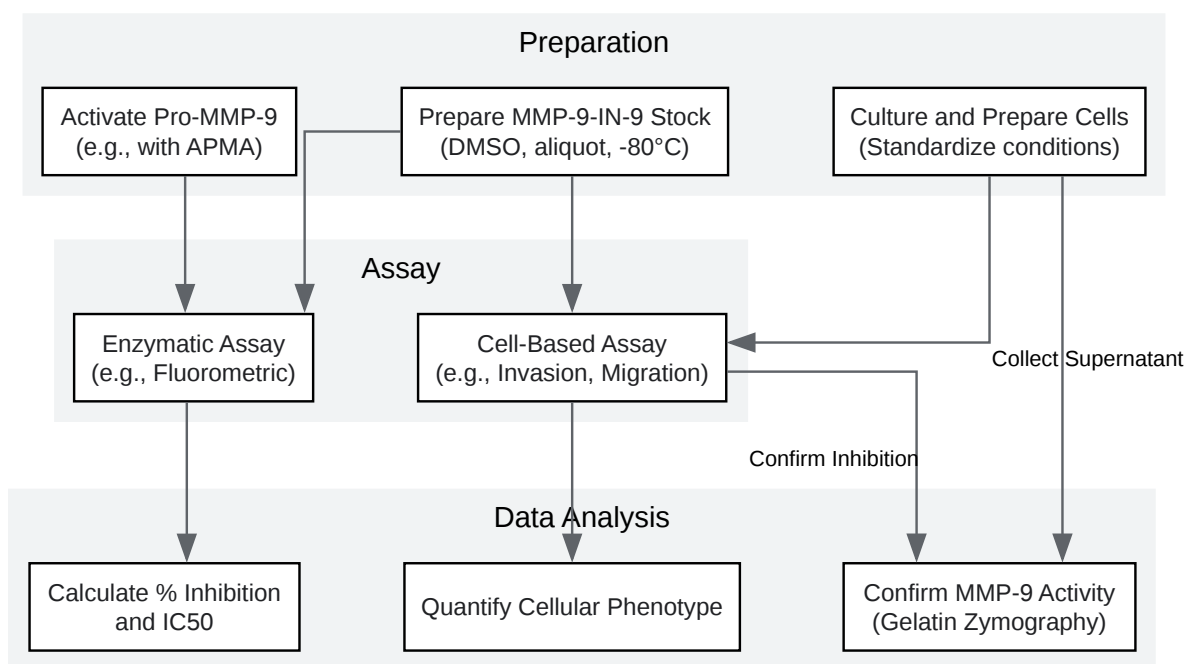 Preparation
Activate Pro-MMP-9
(e.g., with APMA)
Prepare MMP-9-IN-9 Stock
(DMSO, aliquot, -80°C)
Culture and Prepare Cells
(Standardize conditions)
Assay
Enzymatic Assay
(e.g., Fluorometric)
Cell-Based Assay
(e.g., Invasion, Migration)
Collect Supernatant
Confirm Inhibition
Data Analysis
Calculate % Inhibition
and IC50
Quantify Cellular Phenotype
Confirm MMP-9 Activity
(Gelatin Zymography)